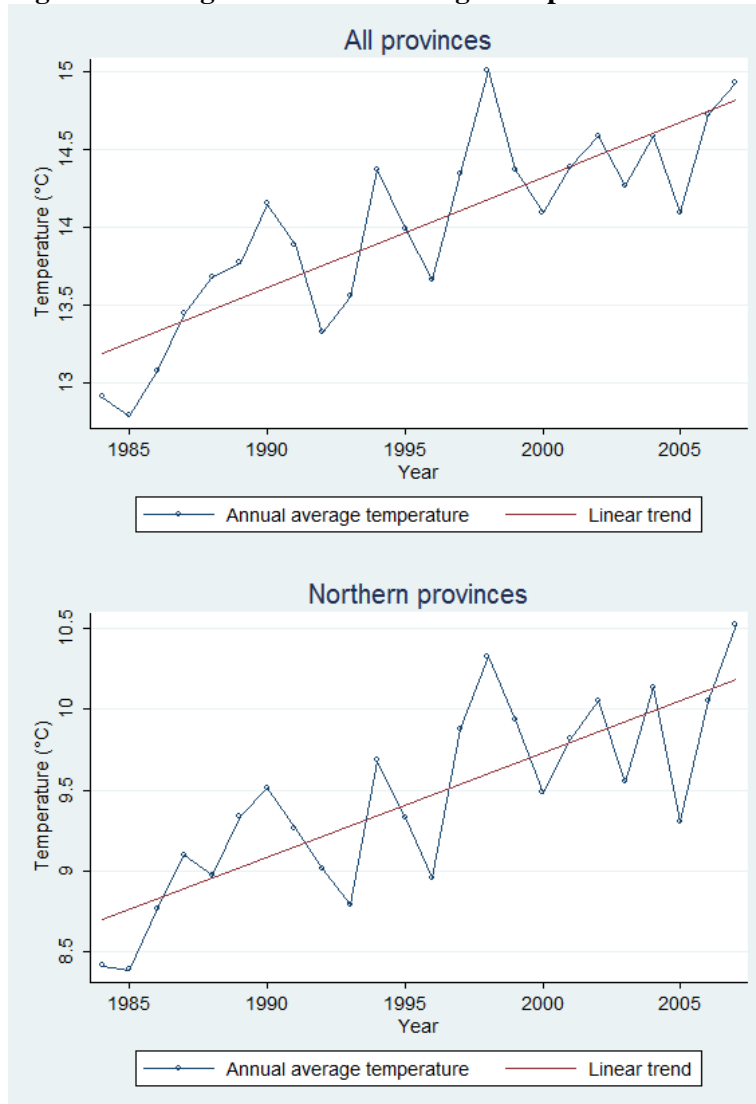 All provinces
Temperature (°C)
15
14.5
14
13.5
13
1985 1990 1995 2000 2005
Year
Annual average temperature Linear trend
Northern provinces
Temperature (°C)
10.5
10
9.5
9
8.5
1985 1990 1995 2000 2005
Year
Annual average temperature Linear trend